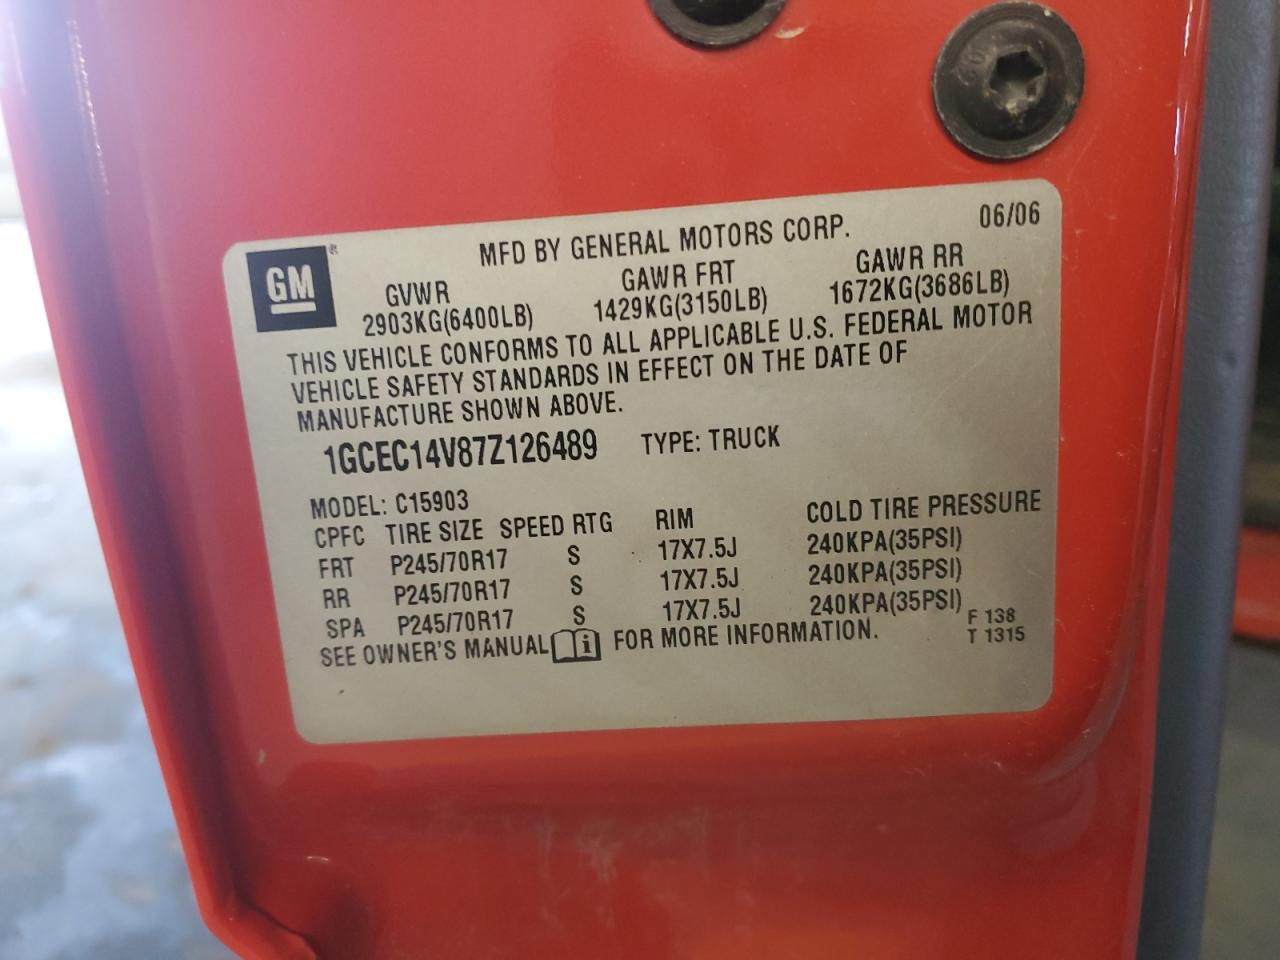 06/06
MFD BY GENERAL MOTORS CORP.
GM®
GVWR GAWR FRT GAWR RR
2903KG(6400LB) 1429KG(3150LB) 1672KG(3686LB)
THIS VEHICLE CONFORMS TO ALL APPLICABLE U.S. FEDERAL MOTOR
VEHICLE SAFETY STANDARDS IN EFFECT ON THE DATE OF
MANUFACTURE SHOWN ABOVE.
1GCEC14V87Z126489 TYPE: TRUCK
MODEL: C15903
CPFC TIRE SIZE SPEED RTG RIM COLD TIRE PRESSURE
FRT P245/70R17 S 17X7.5J 240KPA(35PSI)
RR P245/70R17 S 17X7.5J 240KPA(35PSI)
SPA P245/70R17 S 17X7.5J 240KPA(35PSI)
SEE OWNER'S MANUAL i FOR MORE INFORMATION.
F 138
T 1315